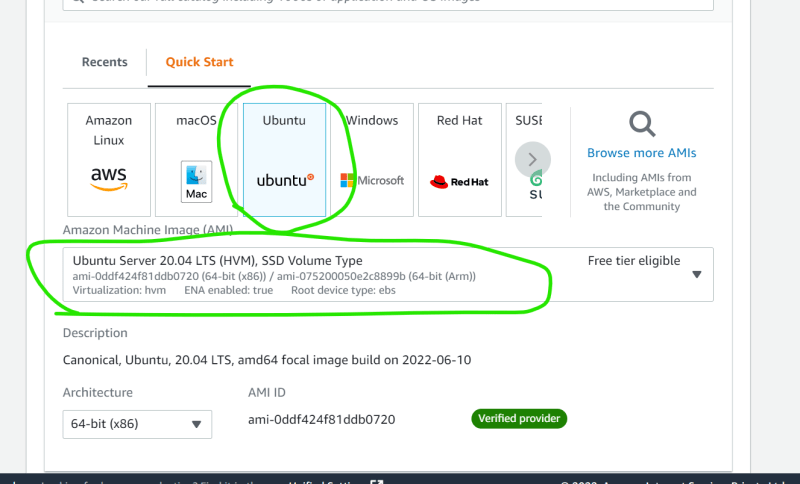 Recents
Quick Start
Amazon
Linux
aws
macOS
Mac
Ubuntu
ubuntu
Windows
Microsoft
Red Hat
Red Hat
SUSE
SU
Browse more AMIs
Including AMIs from
AWS, Marketplace and
the Community
Amazon Machine Image (AMI)
Ubuntu Server 20.04 LTS (HVM), SSD Volume Type
Free tier eligible
ami-0ddf424f81ddb0720 (64-bit (x86)) / ami-075200050e2c8899b (64-bit (Arm))
Virtualization: hvm ENA enabled: true Root device type: ebs
Description
Canonical, Ubuntu, 20.04 LTS, amd64 focal image build on 2022-06-10
Architecture
AMI ID
64-bit (x86)
ami-0ddf424f81ddb0720
Verified provider